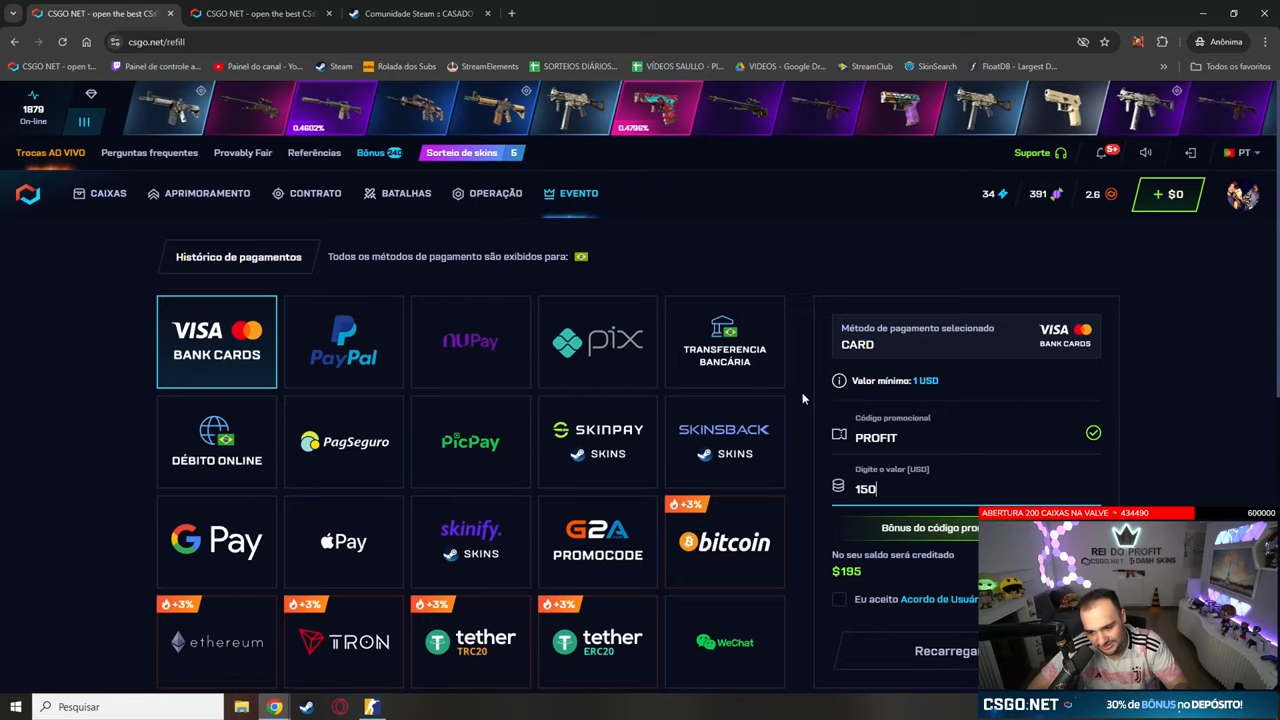 CSGO NET - open the best CS:G
CSGO NET - open the best CS:G
Comunidade Steam :: CASADO
csgo.net/refill
Anônima
CSGO NET - open t...
Painel de controle a...
Painel do canal - Yo...
Steam
Rolada dos Subs
StreamElements
SORTEIOS DIÁRIOS...
VÍDEOS SAULLO - Pl...
VIDEOS - Google Dr...
StreamClub
SkinSearch
FloatDB - Largest D...
Todos os favoritos
1879
On-line
0.4602%
0.4796%
Trocas AO VIVO
Perguntas frequentes
Provably Fair
Referências
Bônus 240
Sorteio de skins 5
Suporte
5+
PT
CAIXAS
APRIMORAMENTO
CONTRATO
BATALHAS
OPERAÇÃO
EVENTO
34
391
2.6
+ $0
Histórico de pagamentos
Todos os métodos de pagamento são exibidos para:
VISA
BANK CARDS
PayPal
nuPay
pix
TRANSFERENCIA
BANCÁRIA
DÉBITO ONLINE
PagSeguro
PicPay
SKINPAY
SKINS
SKINSBACK
SKINS
G Pay
Pay
skinify.
SKINS
G2A
PROMOCODE
+3%
bitcoin
+3%
ethereum
+3%
TRON
+3%
tether
TRC20
+3%
tether
ERC20
WeChat
Método de pagamento selecionado
CARD
VISA
BANK CARDS
Valor mínimo: 1 USD
Código promocional
PROFIT
Digite o valor (USD)
150
Bônus do código pro
No seu saldo será creditado
$195
Eu aceito Acordo de Usuár
Recarrega
ABERTURA 200 CAIXAS NA VALVE - 434490
600000
REI DO PROFIT
CSGO.NET
DASH SKINS
CSGO.NET
30% de BÔNUS no DEPÓSITO!
Pesquisar